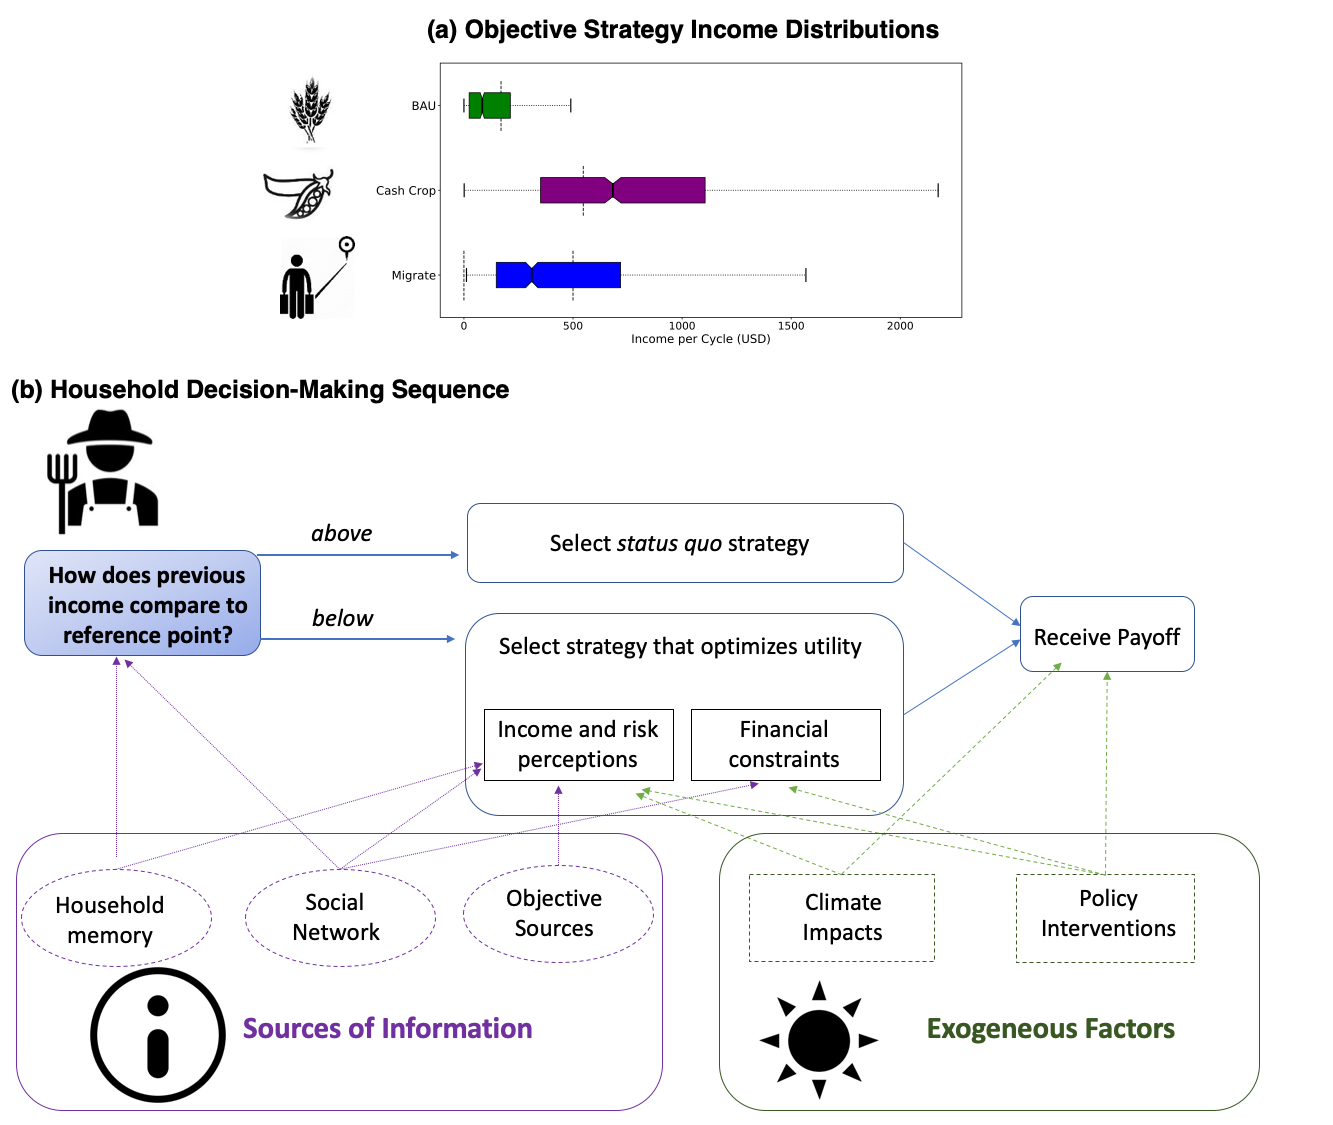 (a) Objective Strategy Income Distributions
BAU
Cash Crop
Migrate
0 500 1000 1500 2000
Income per Cycle (USD)
(b) Household Decision-Making Sequence
above
Select status quo strategy
How does previous
income compare to
reference point?
below
Select strategy that optimizes utility
Receive Payoff
Income and risk
perceptions
Financial
constraints
Household
memory
Social
Network
Objective
Sources
Climate
Impacts
Policy
Interventions
Sources of Information
Exogeneous Factors